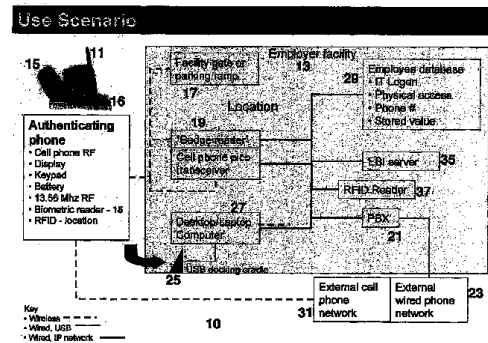 Use Scenario
11
15
16
Authenticating
phone
• Cell phone RF
• Display
• Keypad
• Battery
• 13.56 Mhz RF
• Biometric reader - 15
• RFID - location
Employer facility
13
Facility gate or
parking ramp
17
Location
19
"Badge reader"
Cell phone pico
transceiver
27
Desktop/laptop
Computer
25
USB docking cradle
29
Employee database
• IT Logon
• Physical access
• Phone #
• Stored value
EBI server
35
RFID Reader
37
PBX
21
External cell
phone
network
External
wired phone
network
23
31
10
Key
• Wireless
• Wired, USB
• Wired, IP network